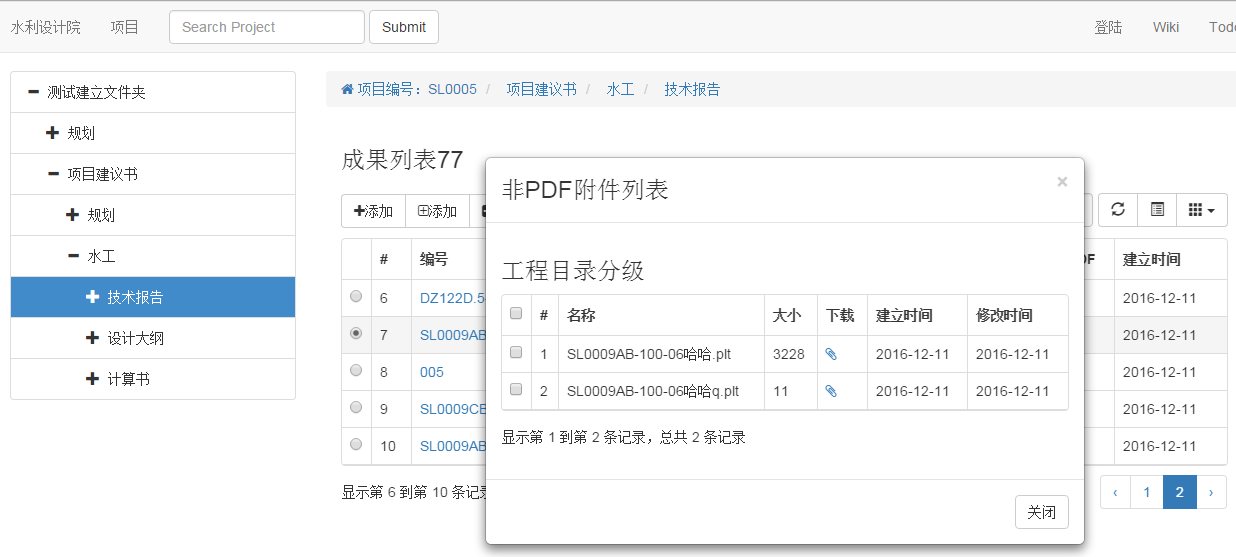 水利设计院 项目 Search Project Submit 登陆 Wiki
测试建立文件夹
规划
项目建议书
规划
水工
技术报告
设计大纲
计算书
项目编号：SL0005 / 项目建议书 / 水工 / 技术报告
成果列表77
添加 添加
# 编号 建立时间
6 DZ122D.5 2016-12-11
7 SL0009AB 2016-12-11
8 005 2016-12-11
9 SL0009CB 2016-12-11
10 SL0009AB 2016-12-11
显示第 6 到第 10 条记录
‹ 1 2 ›
非PDF附件列表 ×
工程目录分级
# 名称 大小 下载 建立时间 修改时间
1 SL0009AB-100-06哈哈.plt 3228 2016-12-11 2016-12-11
2 SL0009AB-100-06哈哈q.plt 11 2016-12-11 2016-12-11
显示第 1 到第 2 条记录，总共 2 条记录
关闭